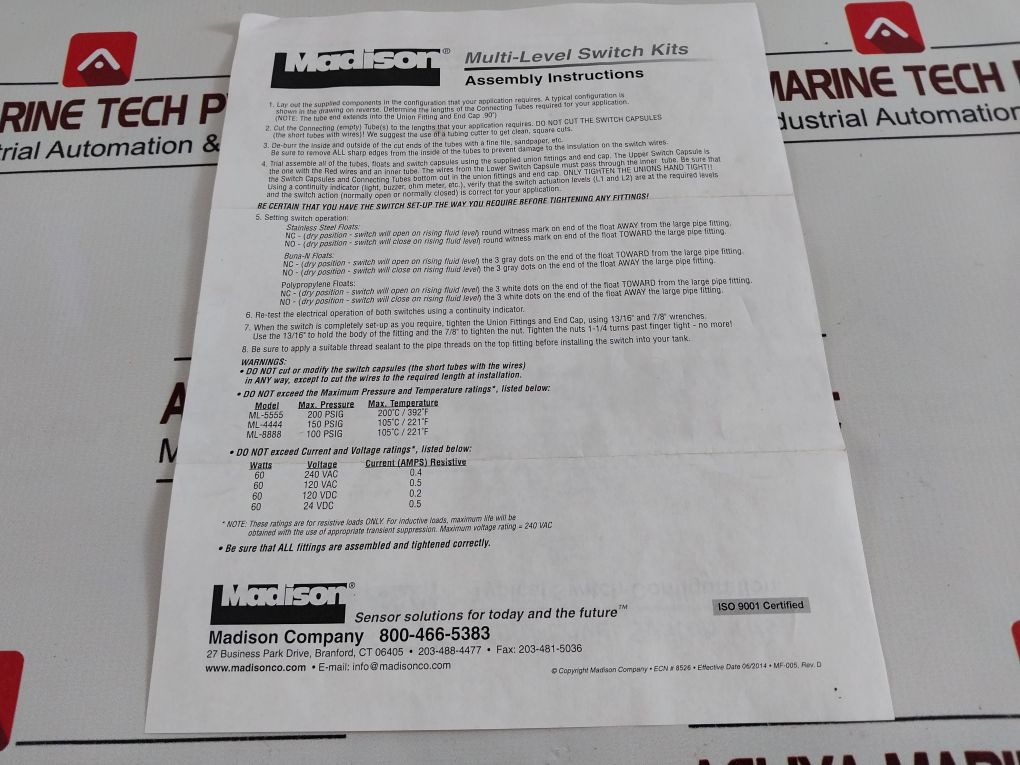 Madison® Multi-Level Switch Kits
Assembly Instructions
1. Lay out the supplied components in the configuration that your application requires. A typical configuration is
shown in the drawing on reverse. Determine the lengths of the Connecting Tubes required for your application.
(NOTE: The tube end extends into the Union Fitting and End Cap .90")
2. Cut the Connecting (empty) Tube(s) to the lengths that your application requires. DO NOT CUT THE SWITCH CAPSULES
(the short tubes with wires)! We suggest the use of a tubing cutter to get clean, square cuts.
3. De-burr the inside and outside of the cut ends of the tubes with a fine file, sandpaper, etc.
Be sure to remove ALL sharp edges from the inside of the tubes to prevent damage to the insulation on the switch wires.
4. Trial assemble all of the tubes, floats and switch capsules using the supplied union fittings and end cap. The Upper Switch Capsule is
the one with the Red wires and an inner tube. The wires from the Lower Switch Capsule must pass through the inner tube. Be sure that
the Switch Capsules and Connecting Tubes bottom out in the union fittings and end cap. ONLY TIGHTEN THE UNIONS HAND TIGHT!!
Using a continuity indicator (light, buzzer, ohm meter, etc.), verify that the switch actuation levels (L1 and L2) are at the required levels
and the switch action (normally open or normally closed) is correct for your application.
BE CERTAIN THAT YOU HAVE THE SWITCH SET-UP THE WAY YOU REQUIRE BEFORE TIGHTENING ANY FITTINGS!
5. Setting switch operation:
Stainless Steel Floats:
NC - (dry position - switch will open on rising fluid level) round witness mark on end of the float AWAY from the large pipe fitting.
NO - (dry position - switch will close on rising fluid level) round witness mark on end of the float TOWARD the large pipe fitting.
Buna-N Floats:
NC - (dry position - switch will open on rising fluid level) the 3 gray dots on the end of the float TOWARD from the large pipe fitting.
NO - (dry position - switch will close on rising fluid level) the 3 gray dots on the end of the float AWAY the large pipe fitting.
Polypropylene Floats:
NC - (dry position - switch will open on rising fluid level) the 3 white dots on the end of the float TOWARD from the large pipe fitting.
NO - (dry position - switch will close on rising fluid level) the 3 white dots on the end of the float AWAY the large pipe fitting.
6. Re-test the electrical operation of both switches using a continuity indicator.
7. When the switch is completely set-up as you require, tighten the Union Fittings and End Cap, using 13/16" and 7/8" wrenches.
Use the 13/16" to hold the body of the fitting and the 7/8" to tighten the nut. Tighten the nuts 1-1/4 turns past finger tight - no more!
8. Be sure to apply a suitable thread sealant to the pipe threads on the top fitting before installing the switch into your tank.
WARNINGS:
• DO NOT cut or modify the switch capsules (the short tubes with the wires)
in ANY way, except to cut the wires to the required length at installation.
• DO NOT exceed the Maximum Pressure and Temperature ratings*, listed below:
Model Max. Pressure Max. Temperature
ML-5555 200 PSIG 200°C / 392°F
ML-4444 150 PSIG 105°C / 221°F
ML-8888 100 PSIG 105°C / 221°F
• DO NOT exceed Current and Voltage ratings*, listed below:
Watts Voltage Current (AMPS) Resistive
60 240 VAC 0.4
60 120 VAC 0.5
60 120 VDC 0.2
60 24 VDC 0.5
* NOTE: These ratings are for resistive loads ONLY. For inductive loads, maximum life will be
obtained with the use of appropriate transient suppression. Maximum voltage rating = 240 VAC
• Be sure that ALL fittings are assembled and tightened correctly.
Madison® Sensor solutions for today and the future™
ISO 9001 Certified
Madison Company 800-466-5383
27 Business Park Drive, Branford, CT 06405 • 203-488-4477 • Fax: 203-481-5036
www.madisonco.com • E-mail: info@madisonco.com
© Copyright Madison Company • ECN # 8526 • Effective Date 06/2014 • MF-005, Rev. D
RINE TECH P
rial Automation &
MARINE TECH P
dustrial Automation